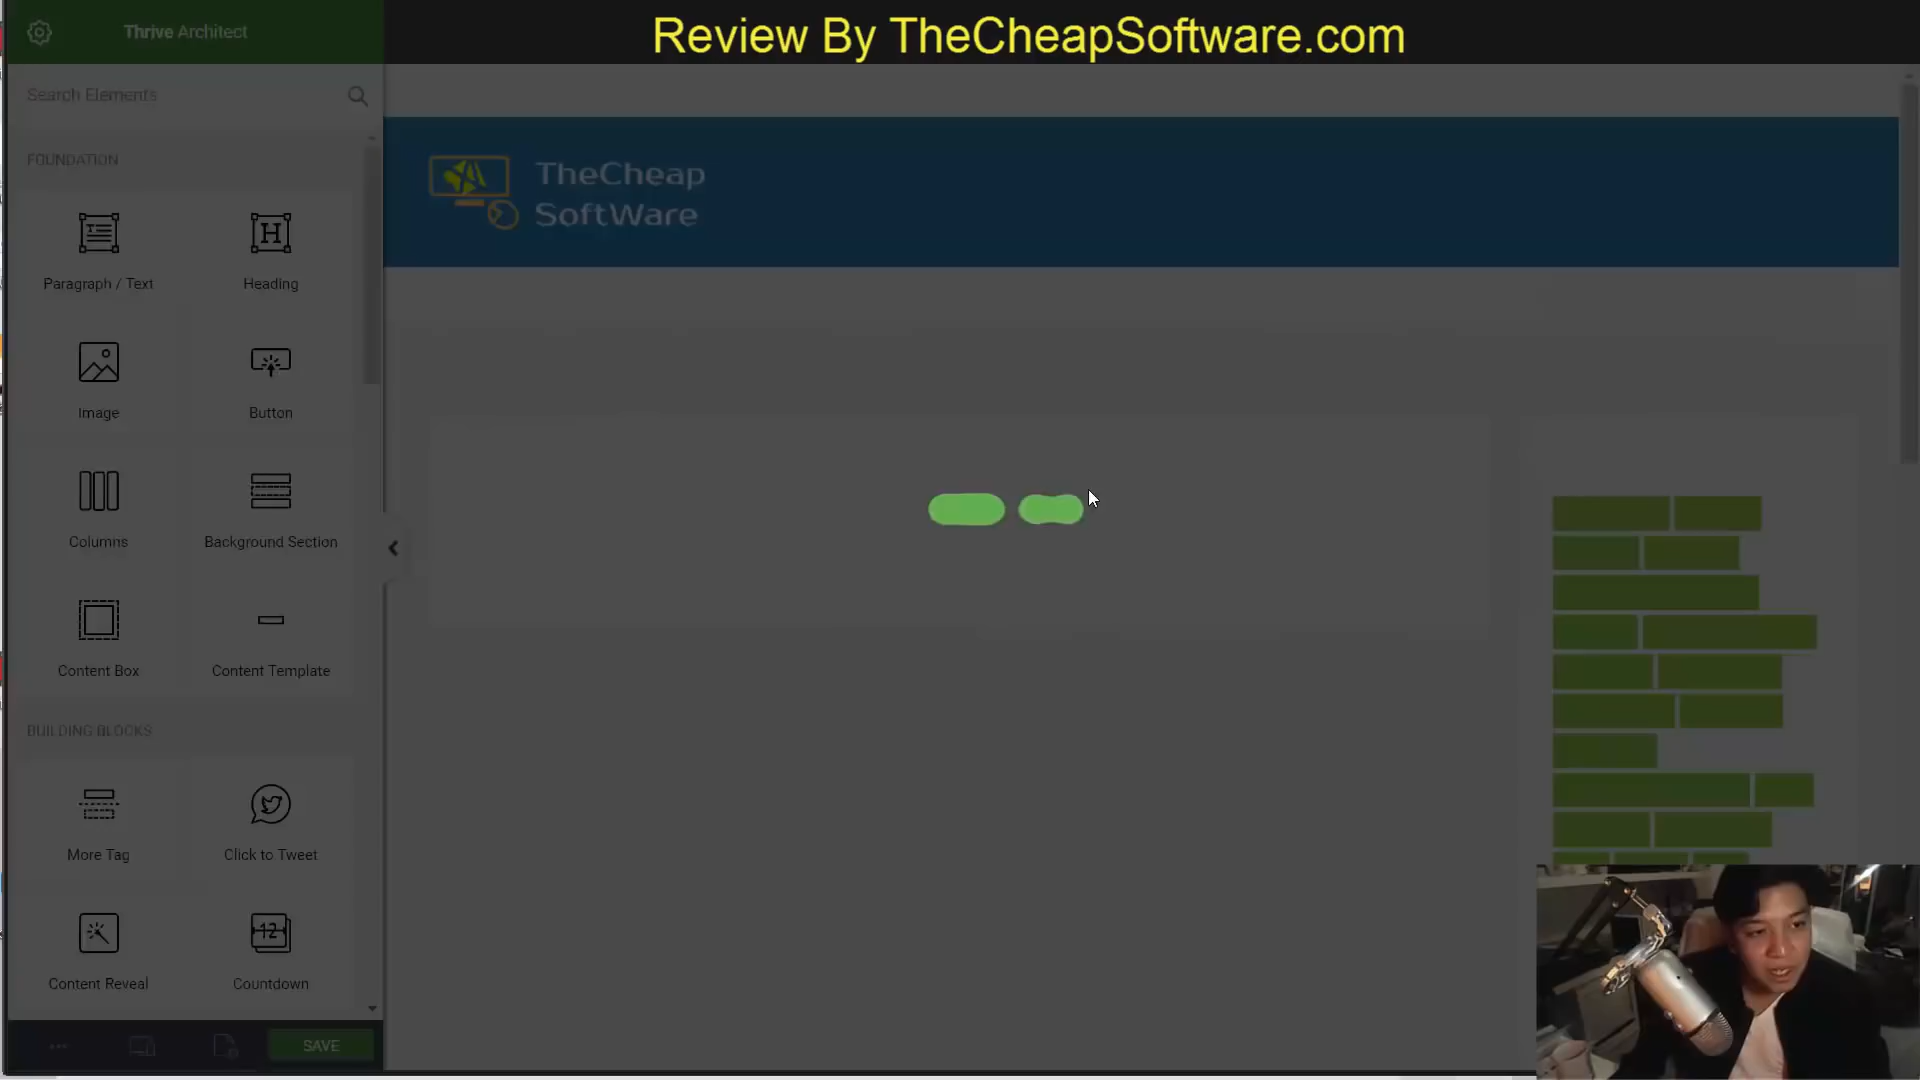 Thrive Architect
Review By TheCheapSoftware.com
Search Elements
FOUNDATION
Paragraph / Text
Heading
Image
Button
Columns
Background Section
Content Box
Content Template
BUILDING BLOCKS
More Tag
Click to Tweet
Content Reveal
12
Countdown
SAVE
TheCheap
SoftWare